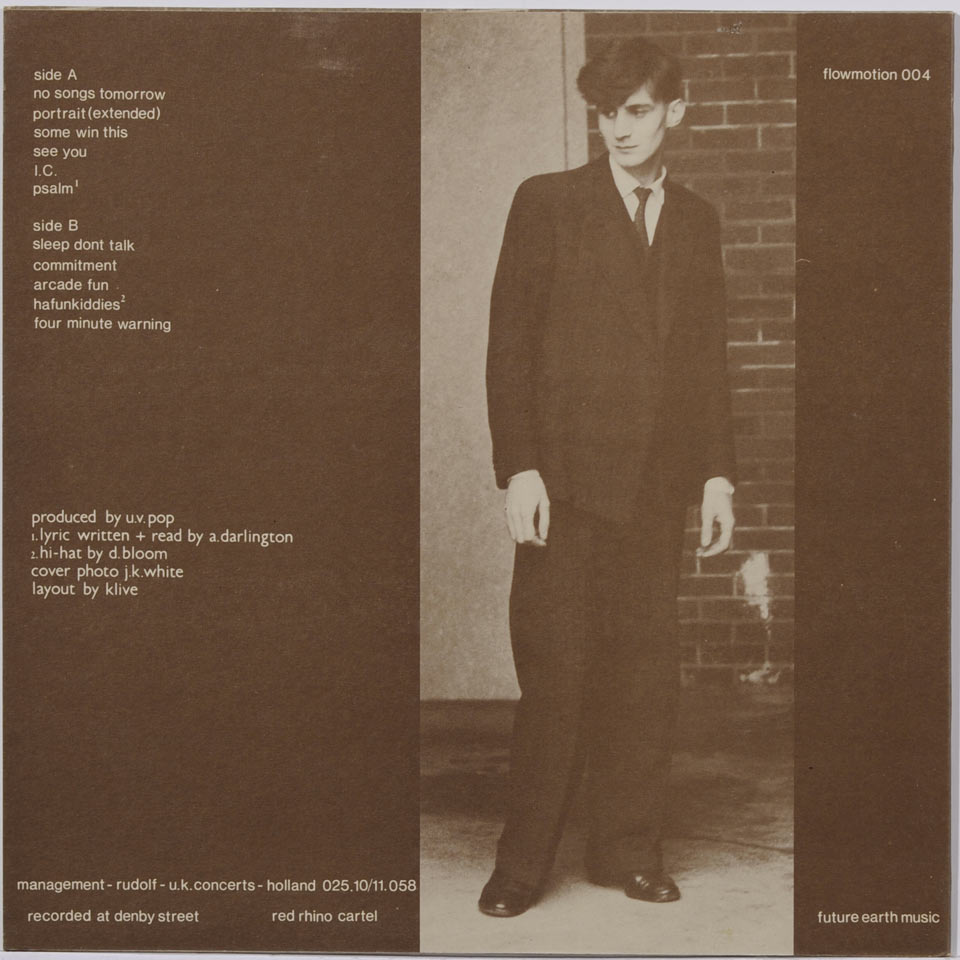 side A
no songs tomorrow
portrait(extended)
some win this
see you
I.C.
psalm¹
side B
sleep dont talk
commitment
arcade fun
hafunkiddies²
four minute warning
produced by u.v.pop
1.lyric written + read by a.darlington
2.hi-hat by d.bloom
cover photo j.k.white
layout by klive
management - rudolf - u.k.concerts - holland 025.10/11.058
recorded at denby street
red rhino cartel
flowmotion 004
future earth music